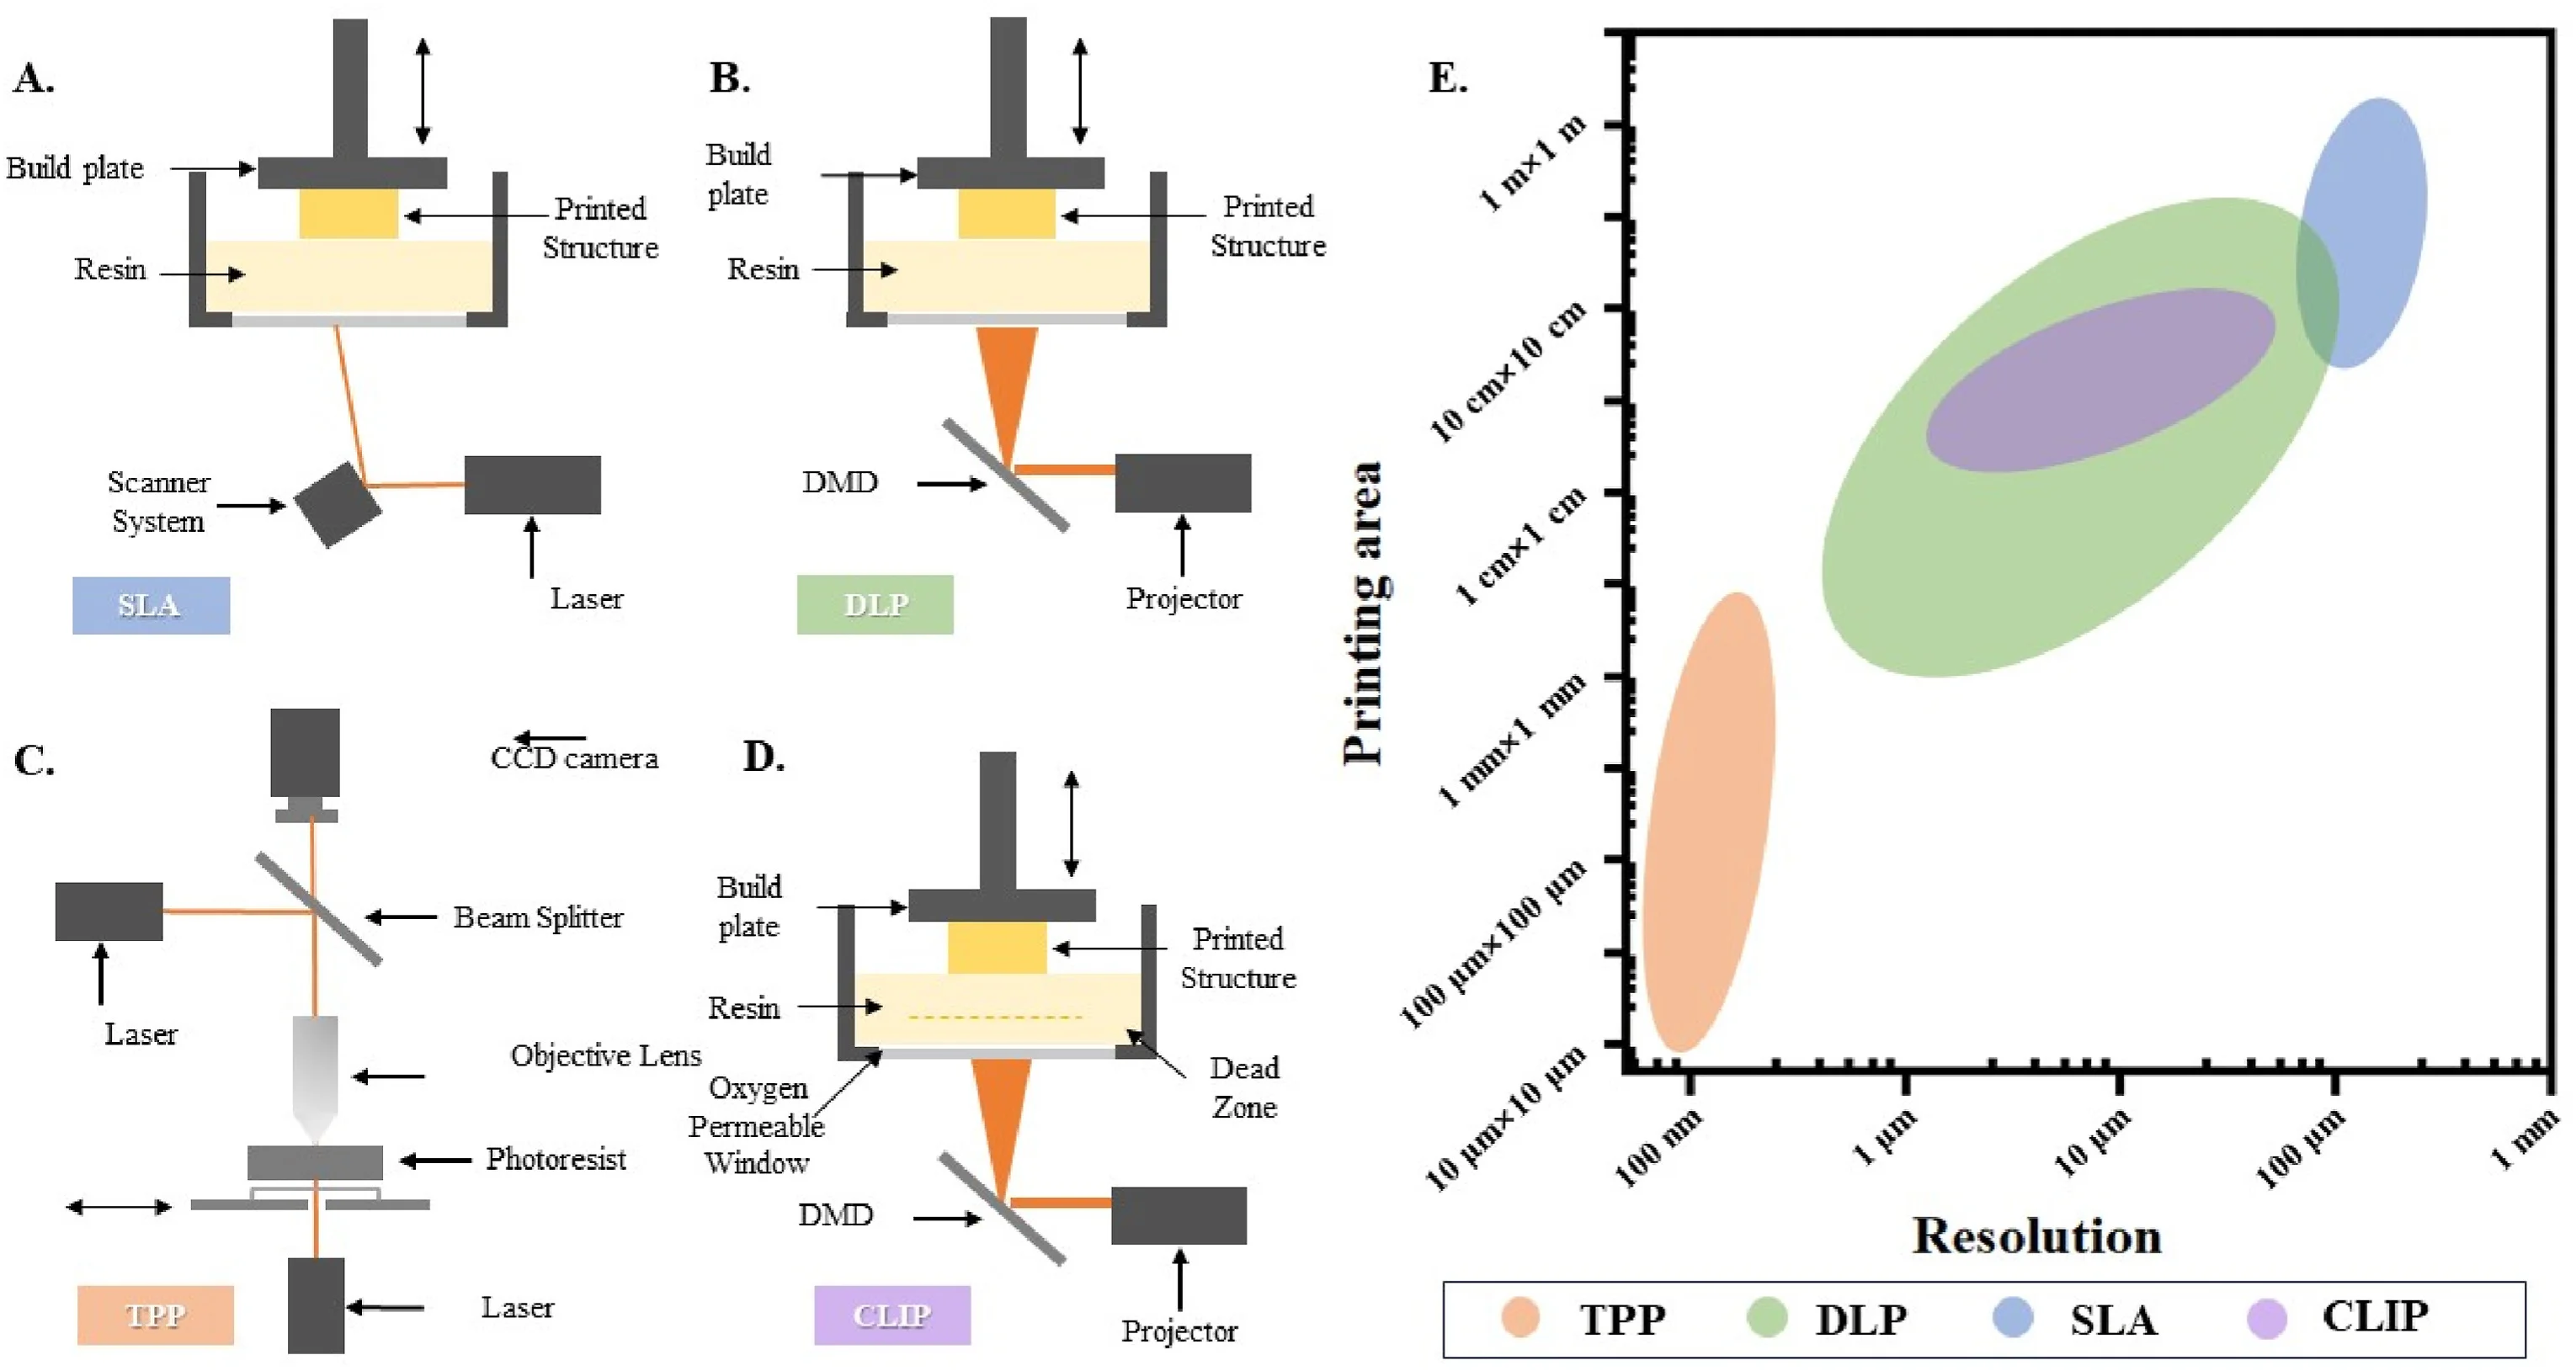 A.
Build plate
Printed
Structure
Resin
Scanner
System
Laser
SLA
B.
Build
plate
Printed
Structure
Resin
DMD
Projector
DLP
C.
CCD camera
Beam Splitter
Laser
Objective Lens
Photoresist
Laser
TPP
D.
Build
plate
Printed
Structure
Resin
Dead
Zone
Oxygen
Permeable
Window
DMD
Projector
CLIP
E.
Printing area
1 m×1 m
10 cm×10 cm
1 cm×1 cm
1 mm×1 mm
100 μm×100 μm
10 μm×10 μm
100 nm
1 μm
10 μm
100 μm
1 mm
Resolution
TPP
DLP
SLA
CLIP